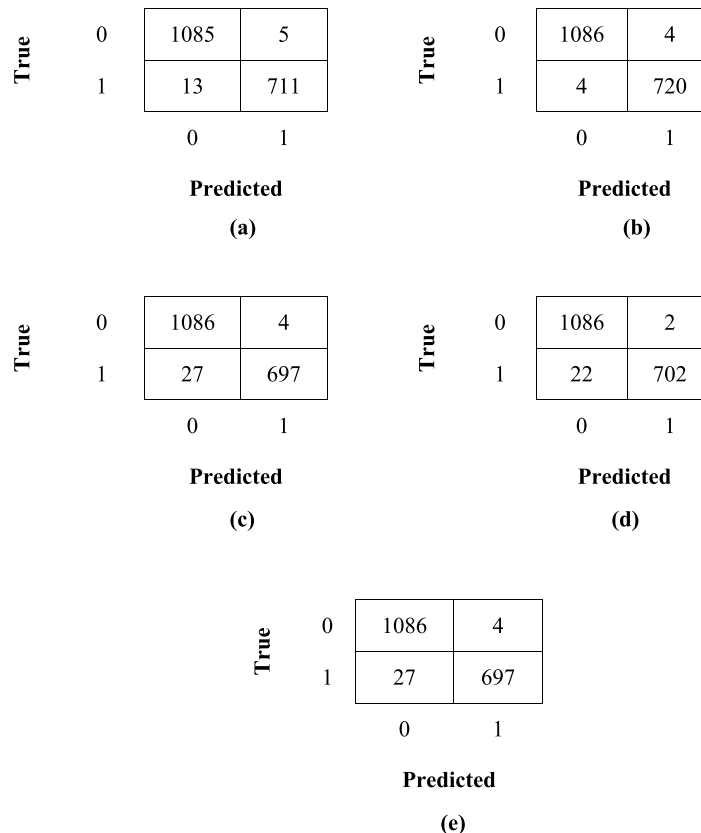 True 0 1085 5
1 13 711
0 1
Predicted
(a)
True 0 1086 4
1 4 720
0 1
Predicted
(b)
True 0 1086 4
1 27 697
0 1
Predicted
(c)
True 0 1086 2
1 22 702
0 1
Predicted
(d)
True 0 1086 4
1 27 697
0 1
Predicted
(e)